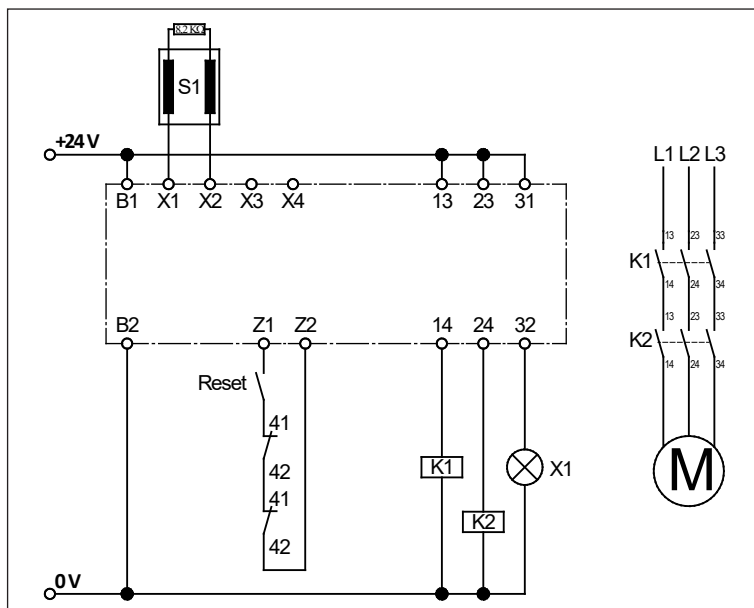 8,2 KΩ
S1
+24 V
L1 L2 L3
B1 X1 X2 X3 X4 13 23 31
13 23 33
K1
14 24 34
B2 Z1 Z2 14 24 32
13 23 33
K2
14 24 34
Reset
41
42
K1
X1
M
41
42
K2
0 V